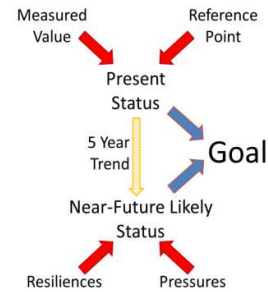 Measured
Value
Reference
Point
Present
Status
5 Year
Trend
Goal
Near-Future Likely
Status
Resiliences
Pressures